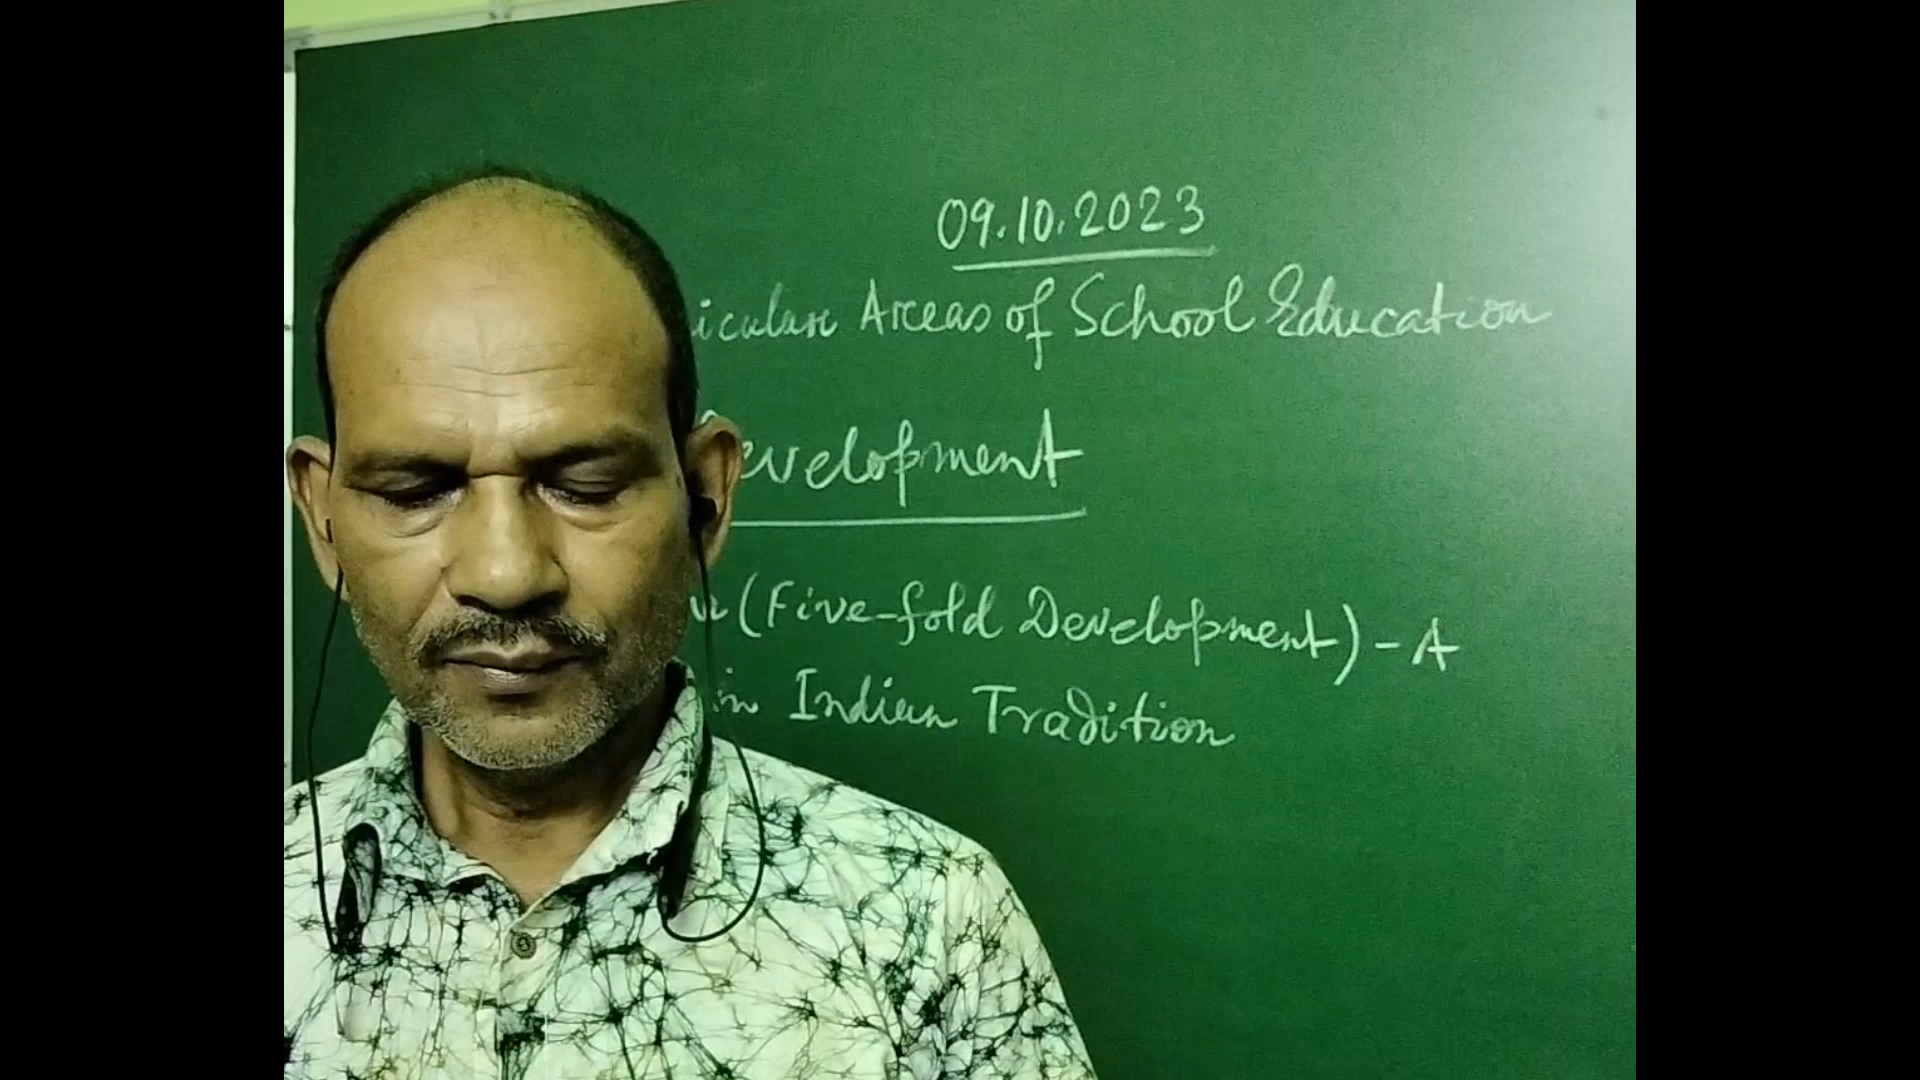 09.10.2023
icular Areas of School Education
evelopment
(Five-fold Development) - A
in Indian Tradition